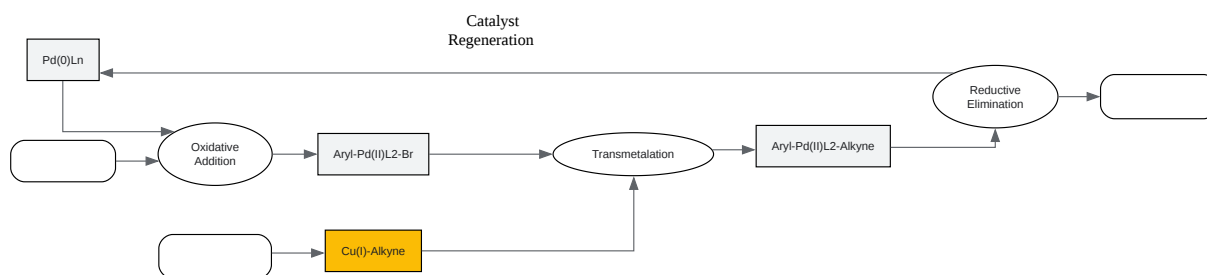 Catalyst
Regeneration
Pd(0)Ln
Reductive
Elimination
Oxidative
Addition
Aryl-Pd(II)L2-Br
Transmetalation
Aryl-Pd(II)L2-Alkyne
Cu(I)-Alkyne